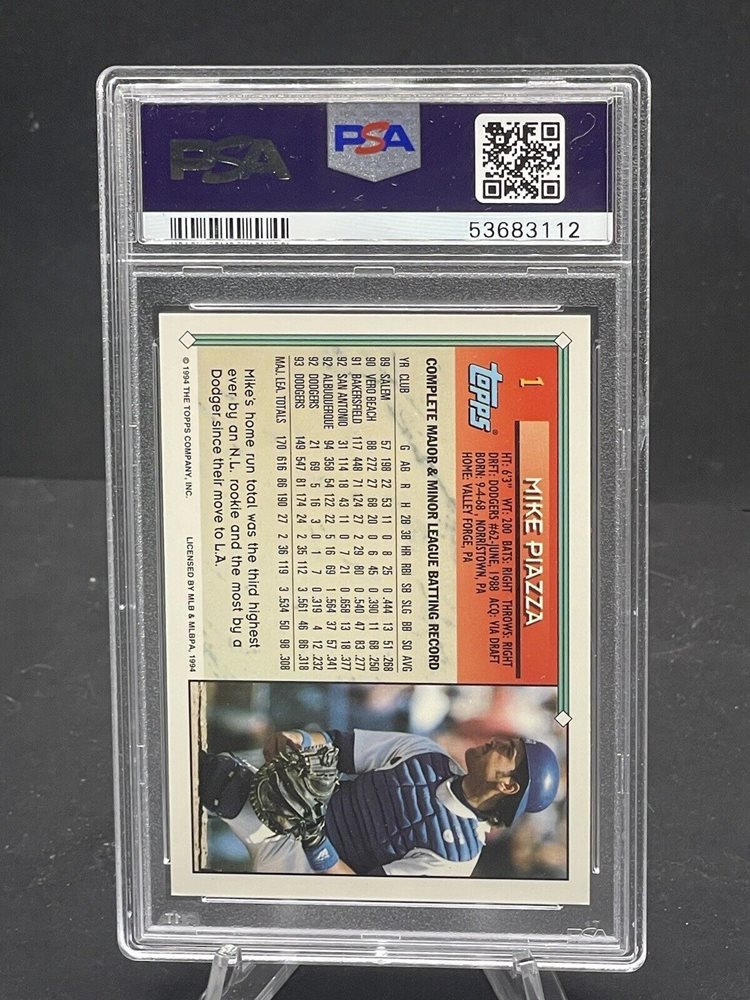 PSA
PSA
53683112
1
MIKE PIAZZA
TOPPS®
HT: 6'3" WT: 200 BATS: RIGHT THROWS: RIGHT
DRFT: DODGERS #62-JUNE, 1988 ACQ: VIA DRAFT
BORN: 9-4-68, NORRISTOWN, PA
HOME: VALLEY FORGE, PA
COMPLETE MAJOR & MINOR LEAGUE BATTING RECORD
YR CLUB G AB R H 2B 3B HR RBI SB SLG BB SO AVG
89 SALEM 57 198 22 53 11 0 8 25 0 .444 13 51 .268
90 VERO BEACH 88 272 27 68 20 0 6 45 0 .390 11 68 .250
91 BAKERSFIELD 117 448 71 124 27 2 29 80 0 .540 47 83 .277
92 SAN ANTONIO 31 114 18 43 11 0 7 21 0 .658 13 18 .377
92 ALBUQUERQUE 94 358 54 122 22 5 16 69 1 .564 37 57 .341
92 DODGERS 21 69 5 16 3 0 1 7 0 .319 4 12 .232
93 DODGERS 149 547 81 174 24 2 35 112 3 .561 46 86 .318
MAJ. LEA. TOTALS 170 616 86 190 27 2 36 119 3 .534 50 98 .308
Mike's home run total was the third highest
ever by an N.L. rookie and the most by a
Dodger since their move to L.A.
© 1994 THE TOPPS COMPANY, INC. LICENSED BY MLB & MLBPA, 1994
PSA